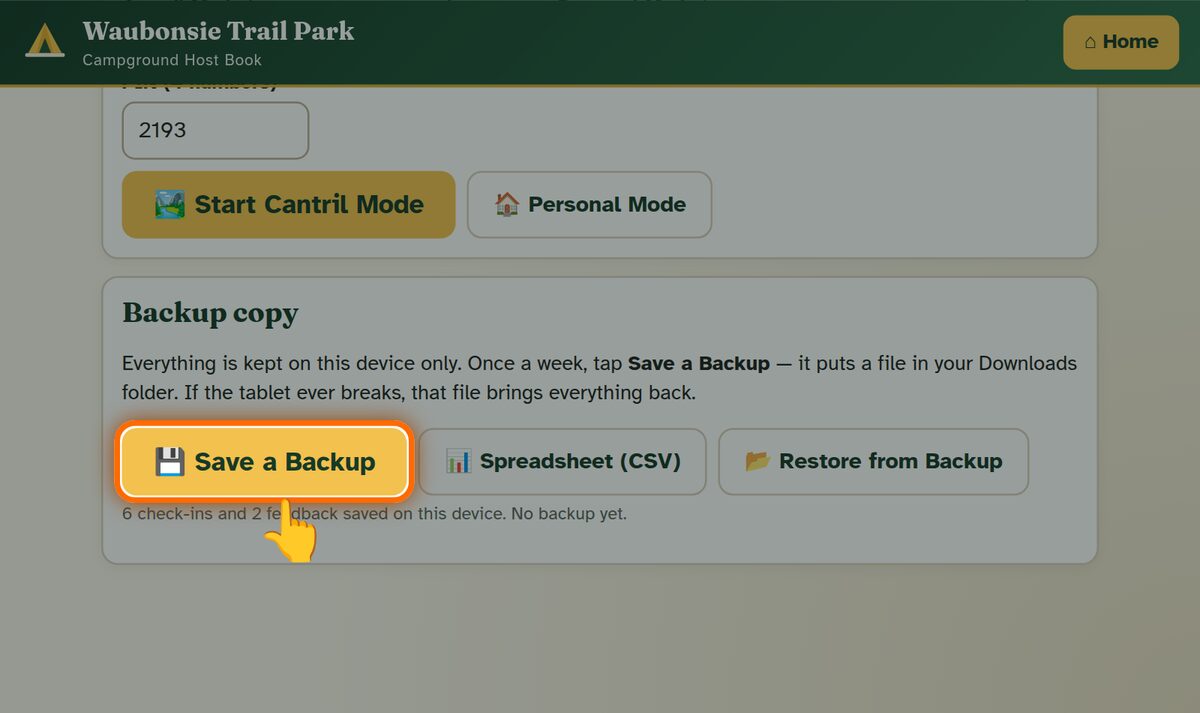 Waubonsie Trail Park
Campground Host Book
⌂ Home
2193
Start Cantril Mode
Personal Mode
Backup copy
Everything is kept on this device only. Once a week, tap Save a Backup — it puts a file in your Downloads
folder. If the tablet ever breaks, that file brings everything back.
Save a Backup
Spreadsheet (CSV)
Restore from Backup
6 check-ins and 2 feedback saved on this device. No backup yet.